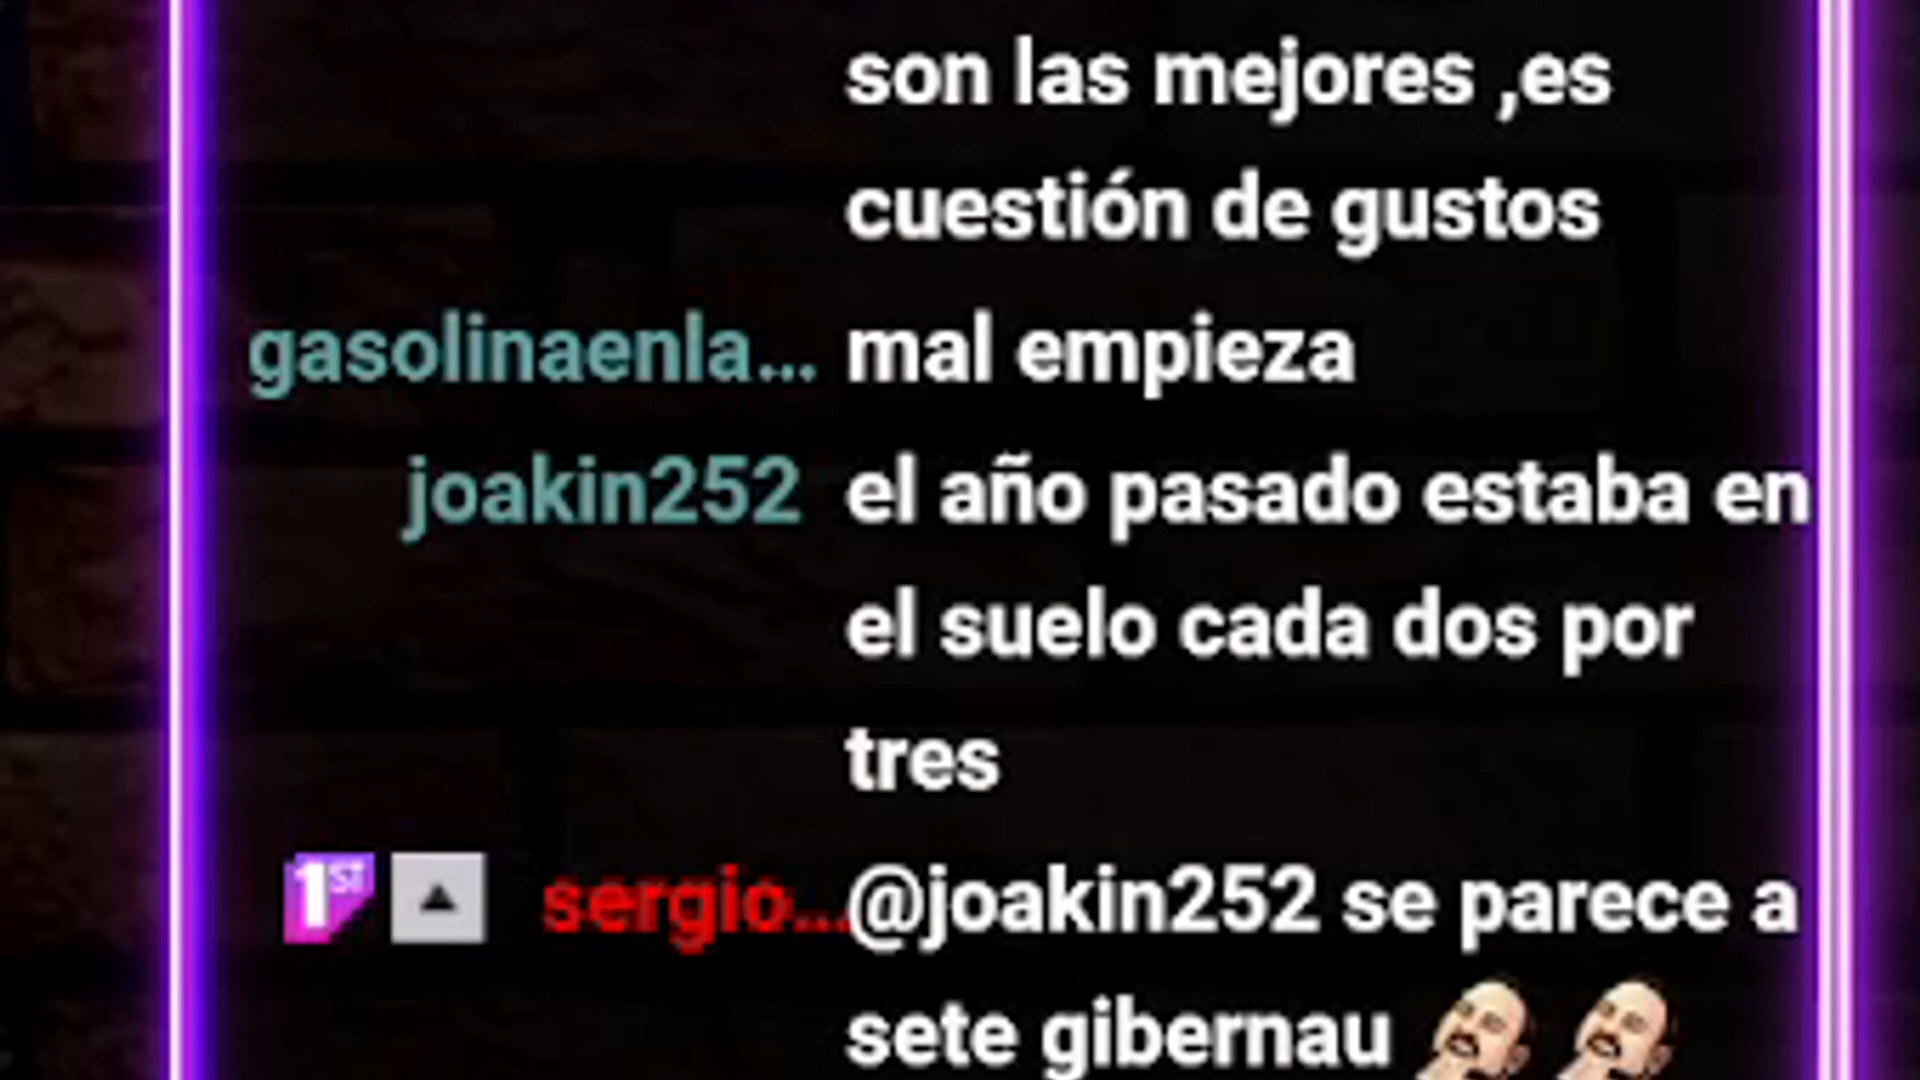 son las mejores ,es
cuestión de gustos
gasolinaenla... mal empieza
joakin252 el año pasado estaba en
el suelo cada dos por
tres
1ST sergio... @joakin252 se parece a
sete gibernau